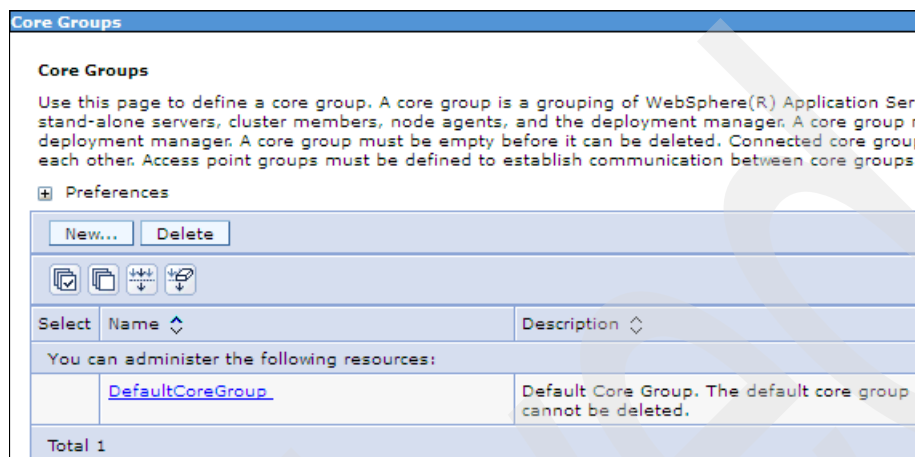 Core Groups
Core Groups
Use this page to define a core group. A core group is a grouping of WebSphere(R) Application Ser
stand-alone servers, cluster members, node agents, and the deployment manager. A core group
deployment manager. A core group must be empty before it can be deleted. Connected core grou
each other. Access point groups must be defined to establish communication between core groups
Preferences
New... Delete
Select Name Description
You can administer the following resources:
DefaultCoreGroup Default Core Group. The default core group
cannot be deleted.
Total 1